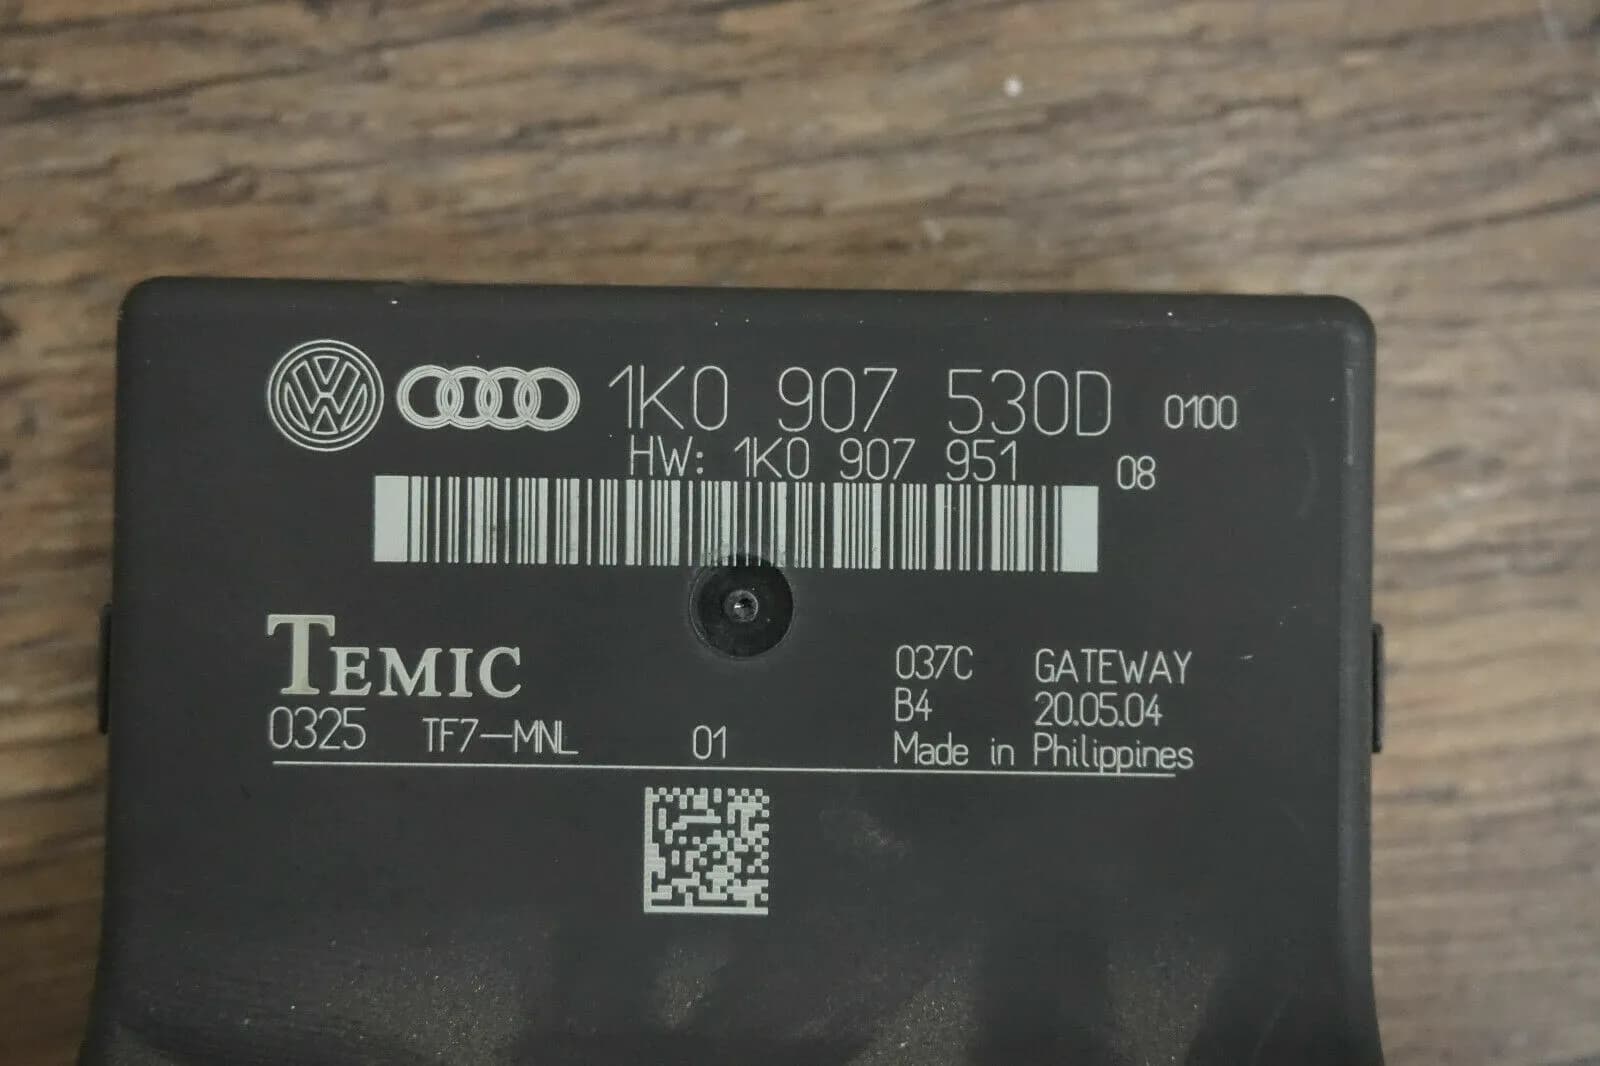 1K0 907 530D 0100
HW: 1K0 907 951 08
TEMIC
037C GATEWAY
B4 20.05.04
0325 TF7-MNL 01 Made in Philippines